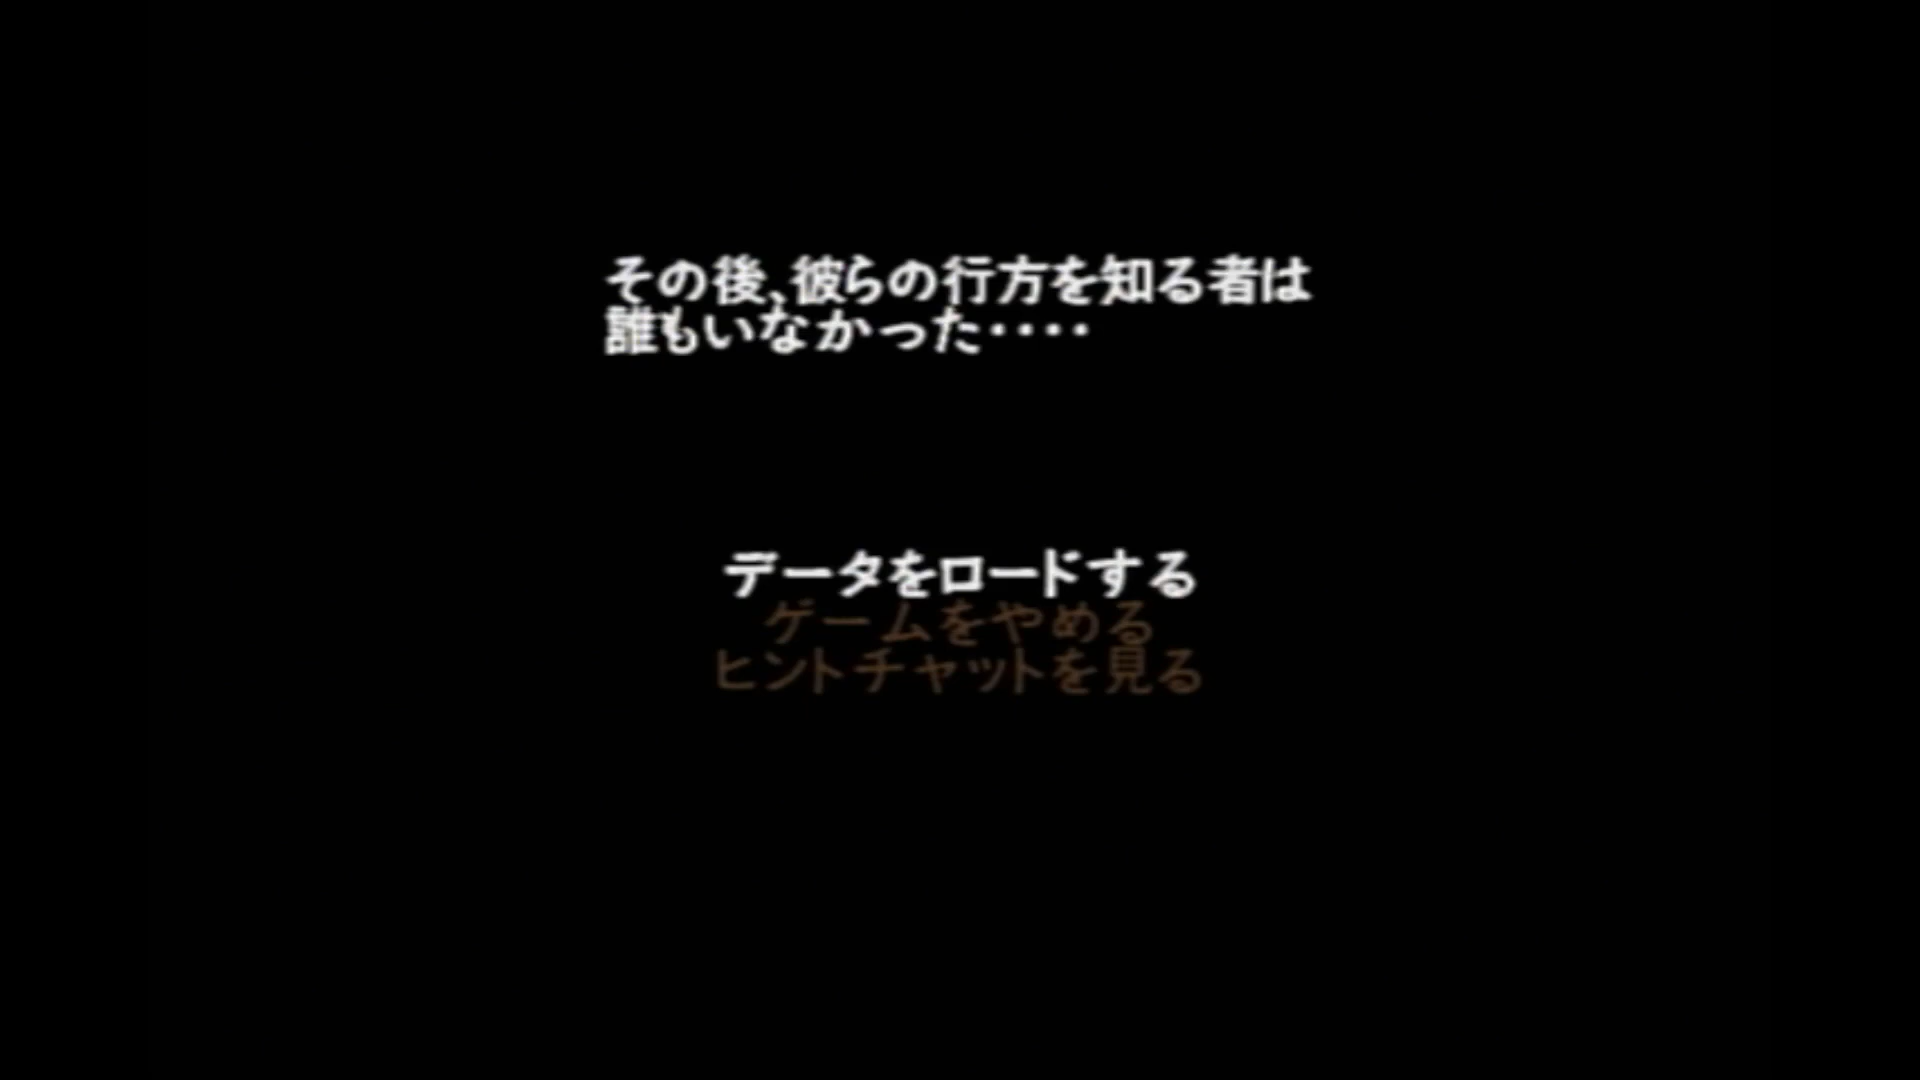 その後、彼らの行方を知る者は
誰もいなかった････
データをロードする
ゲームをやめる
ヒントチャットを見る